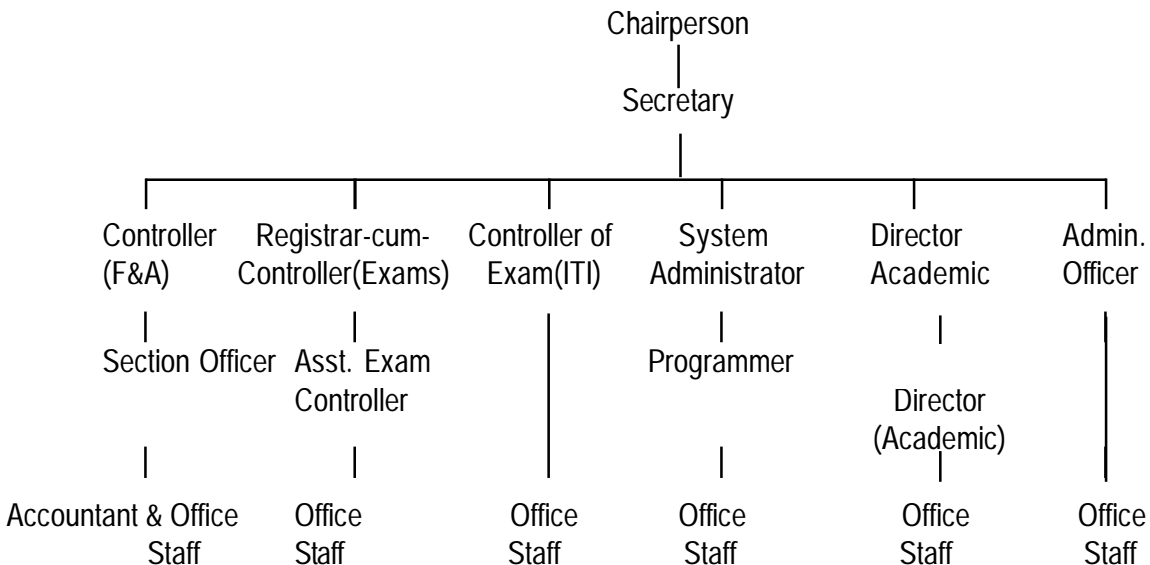 Chairperson
Secretary
Controller (F&A)
Registrar-cum-
Controller(Exams)
Controller of
Exam(ITI)
System
Administrator
Director
Academic
Admin.
Officer
Section Officer
Asst. Exam
Controller
Programmer
Director
(Academic)
Accountant & Office
Staff
Office
Staff
Office
Staff
Office
Staff
Office
Staff
Office
Staff